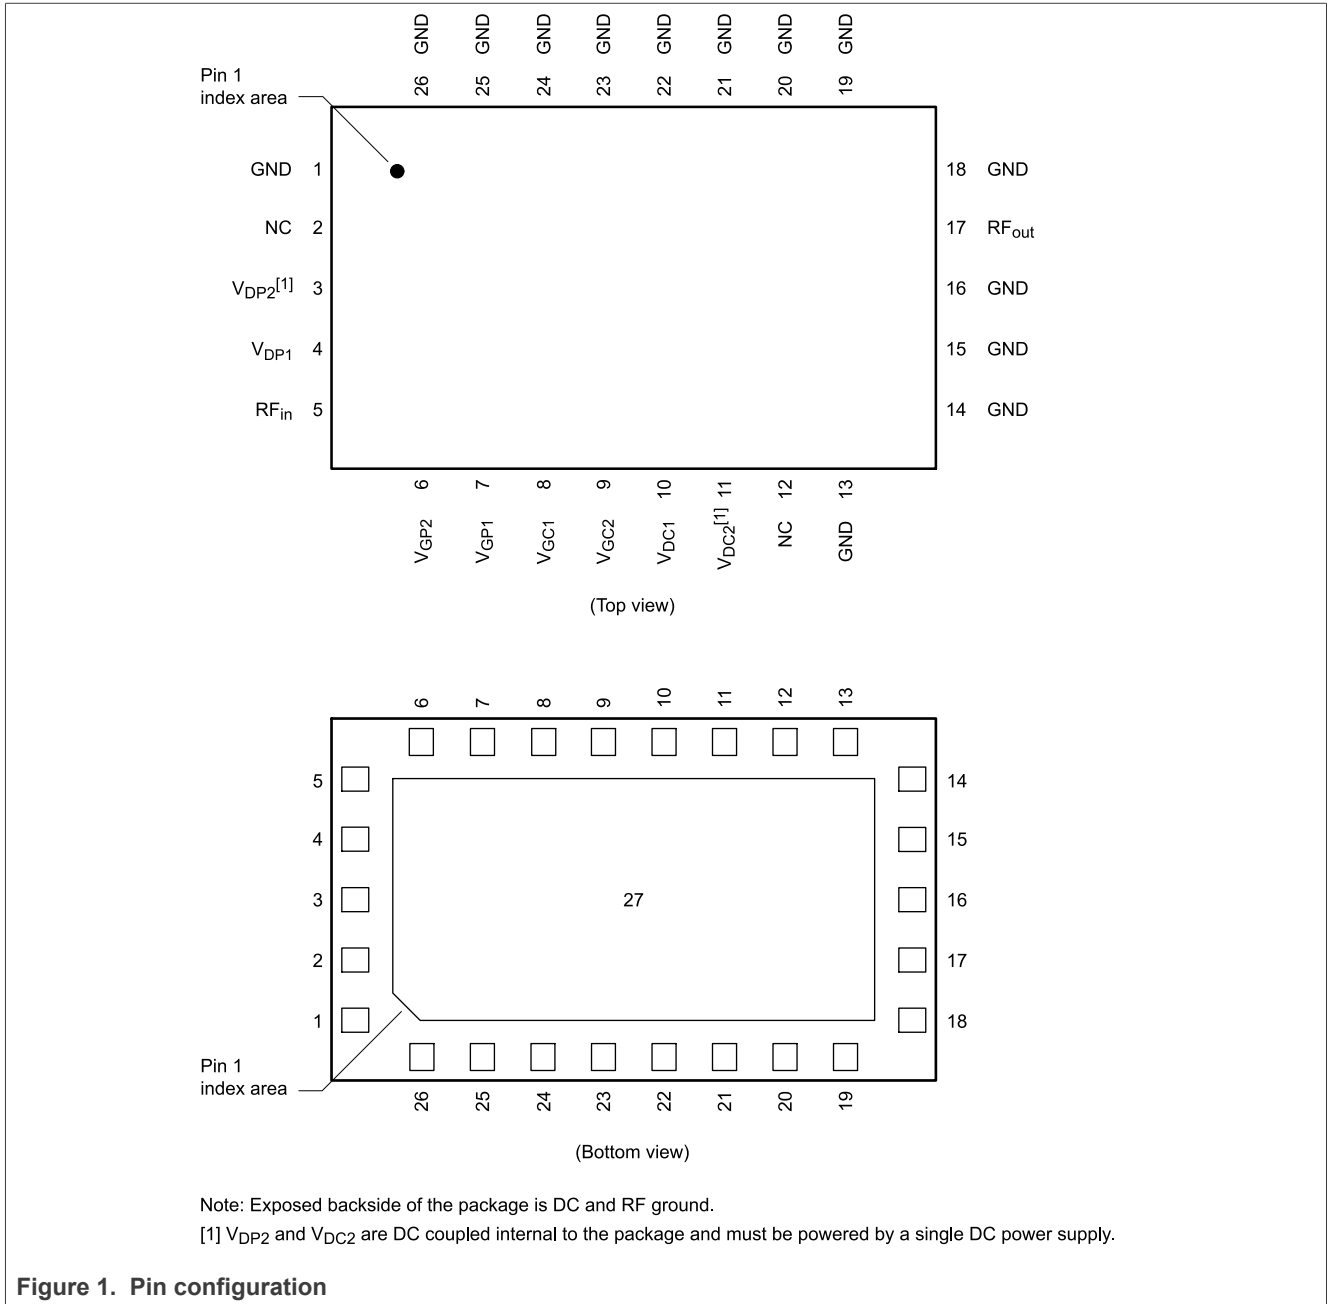 GND GND GND GND GND GND GND GND
26 25 24 23 22 21 20 19
Pin 1
index area
GND 1
18 GND
NC 2
17 RFout
VDP2[1] 3
16 GND
VDP1 4
15 GND
RFin 5
14 GND
6 7 8 9 10 11 12 13
VGP2 VGP1 VGC1 VGC2 VDC1 VDC2[1] NC GND
(Top view)
6 7 8 9 10 11 12 13
5 14
4 15
3 27 16
2 17
1 18
Pin 1
index area
26 25 24 23 22 21 20 19
(Bottom view)
Note: Exposed backside of the package is DC and RF ground.
[1] VDP2 and VDC2 are DC coupled internal to the package and must be powered by a single DC power supply.
Figure 1. Pin configuration